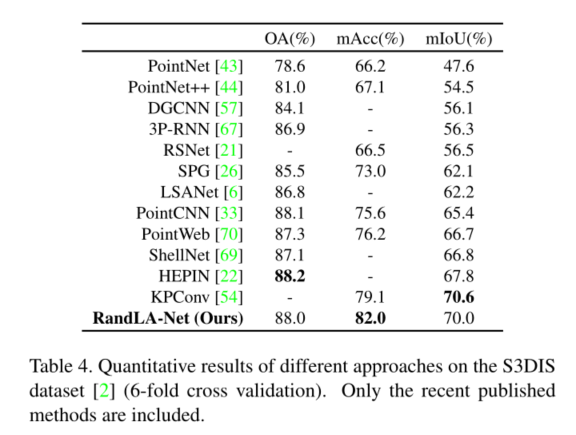 OA(%) mAcc(%) mIoU(%)
PointNet [43] 78.6 66.2 47.6
PointNet++ [44] 81.0 67.1 54.5
DGCNN [57] 84.1 - 56.1
3P-RNN [67] 86.9 - 56.3
RSNet [21] - 66.5 56.5
SPG [26] 85.5 73.0 62.1
LSANet [6] 86.8 - 62.2
PointCNN [33] 88.1 75.6 65.4
PointWeb [70] 87.3 76.2 66.7
ShellNet [69] 87.1 - 66.8
HEPIN [22] 88.2 - 67.8
KPConv [54] - 79.1 70.6
RandLA-Net (Ours) 88.0 82.0 70.0
Table 4. Quantitative results of different approaches on the S3DIS
dataset [2] (6-fold cross validation). Only the recent published
methods are included.